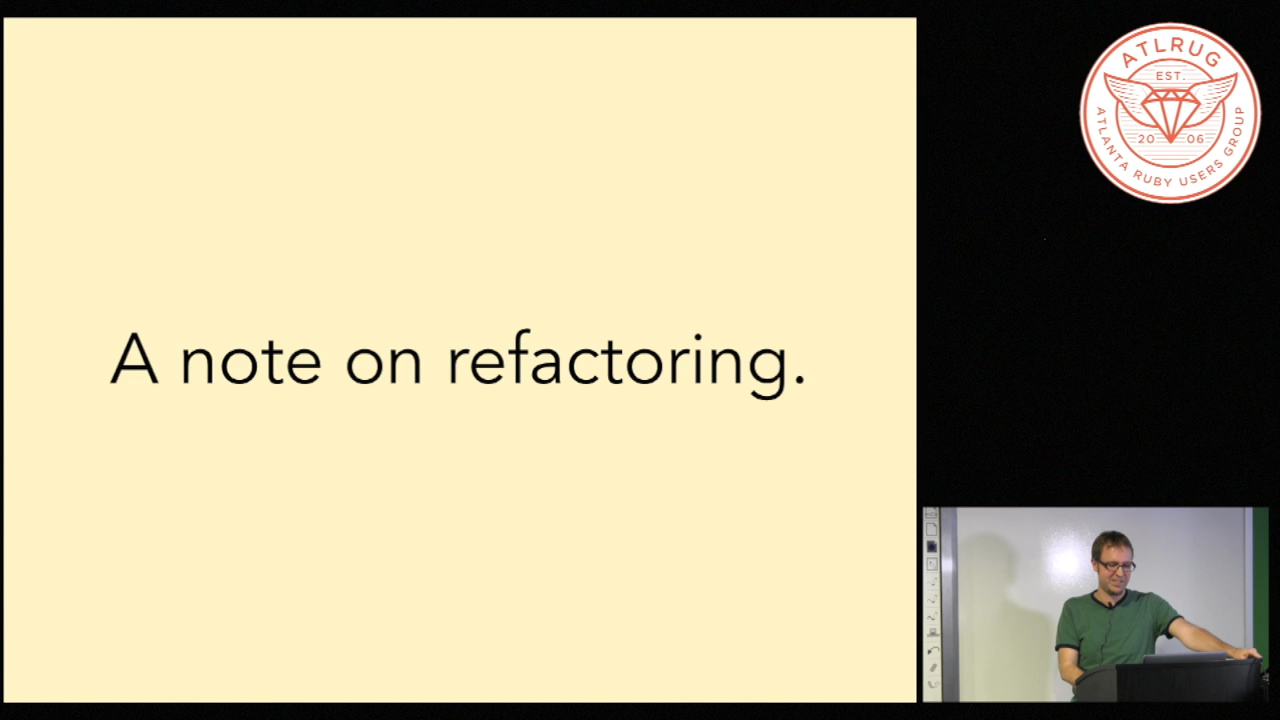 A note on refactoring.
ATLRUG
EST.
20 06
ATLANTA RUBY USERS GROUP